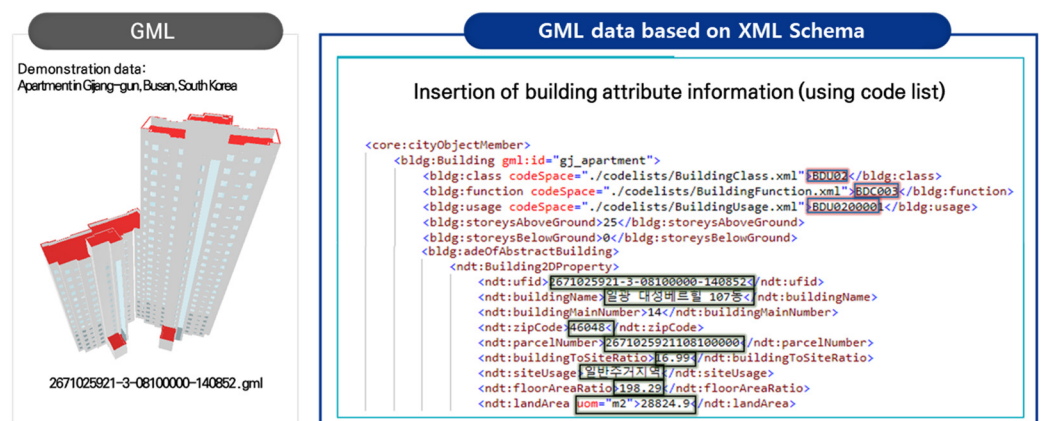 GML
Demonstration data:
Apartment in Gijang-gun, Busan, South Korea
2671025921-3-08100000-140852.gml
GML data based on XML Schema
Insertion of building attribute information (using code list)
<core:cityObjectMember>
<bldg:Building gml:id="gj_apartment">
<bldg:class codeSpace="./codelists/BuildingClass.xml">BDU02</bldg:class>
<bldg:function codeSpace="./codelists/BuildingFunction.xml">BDC003</bldg:function>
<bldg:usage codeSpace="./codelists/BuildingUsage.xml">BDU0200001</bldg:usage>
<bldg:storeysAboveGround>25</bldg:storeysAboveGround>
<bldg:storeysBelowGround>0</bldg:storeysBelowGround>
<bldg:adeOfAbstractBuilding>
<ndt:Building2DProperty>
<ndt:ufid>2671025921-3-08100000-140852</ndt:ufid>
<ndt:buildingName>일광 대성베르힐 107동</ndt:buildingName>
<ndt:buildingMainNumber>14</ndt:buildingMainNumber>
<ndt:zipCode>46048</ndt:zipCode>
<ndt:parcelNumber>2671025921108100000</ndt:parcelNumber>
<ndt:buildingToSiteRatio>16.99</ndt:buildingToSiteRatio>
<ndt:siteUsage>일반주거지역</ndt:siteUsage>
<ndt:floorAreaRatio>198.29</ndt:floorAreaRatio>
<ndt:landArea uom="m2">28824.9</ndt:landArea>